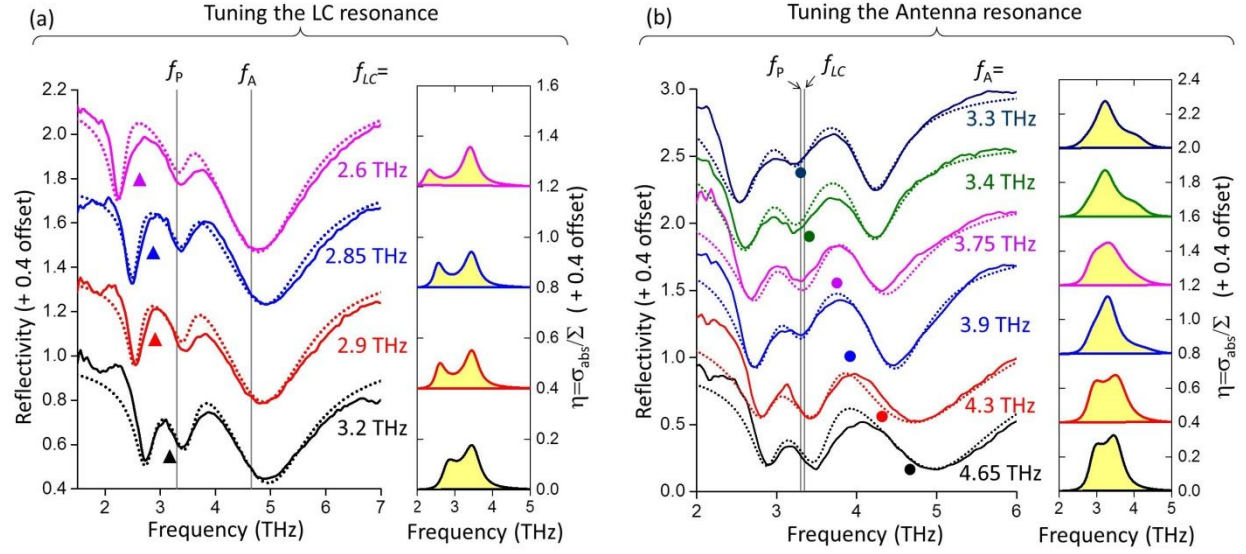 (a)
Tuning the LC resonance
f_P
f_A
f_LC=
2.2
2.0
1.8
1.6
1.4
1.2
1.0
0.8
0.6
0.4
Reflectivity (+ 0.4 offset)
2.6 THz
2.85 THz
2.9 THz
3.2 THz
2
3
4
5
6
7
Frequency (THz)
1.6
1.4
1.2
1.0
0.8
0.6
0.4
0.2
0.0
η=σ_abs/Σ (+ 0.4 offset)
2 3 4 5
Frequency (THz)
(b)
Tuning the Antenna resonance
f_P
f_LC
f_A=
3.0
2.5
2.0
1.5
1.0
0.5
0.0
Reflectivity (+ 0.4 offset)
3.3 THz
3.4 THz
3.75 THz
3.9 THz
4.3 THz
4.65 THz
2
3
4
5
6
Frequency (THz)
2.4
2.2
2.0
1.8
1.6
1.4
1.2
1.0
0.8
0.6
0.4
0.2
0.0
η=σ_abs/Σ (+ 0.4 offset)
2 3 4 5
Frequency (THz)